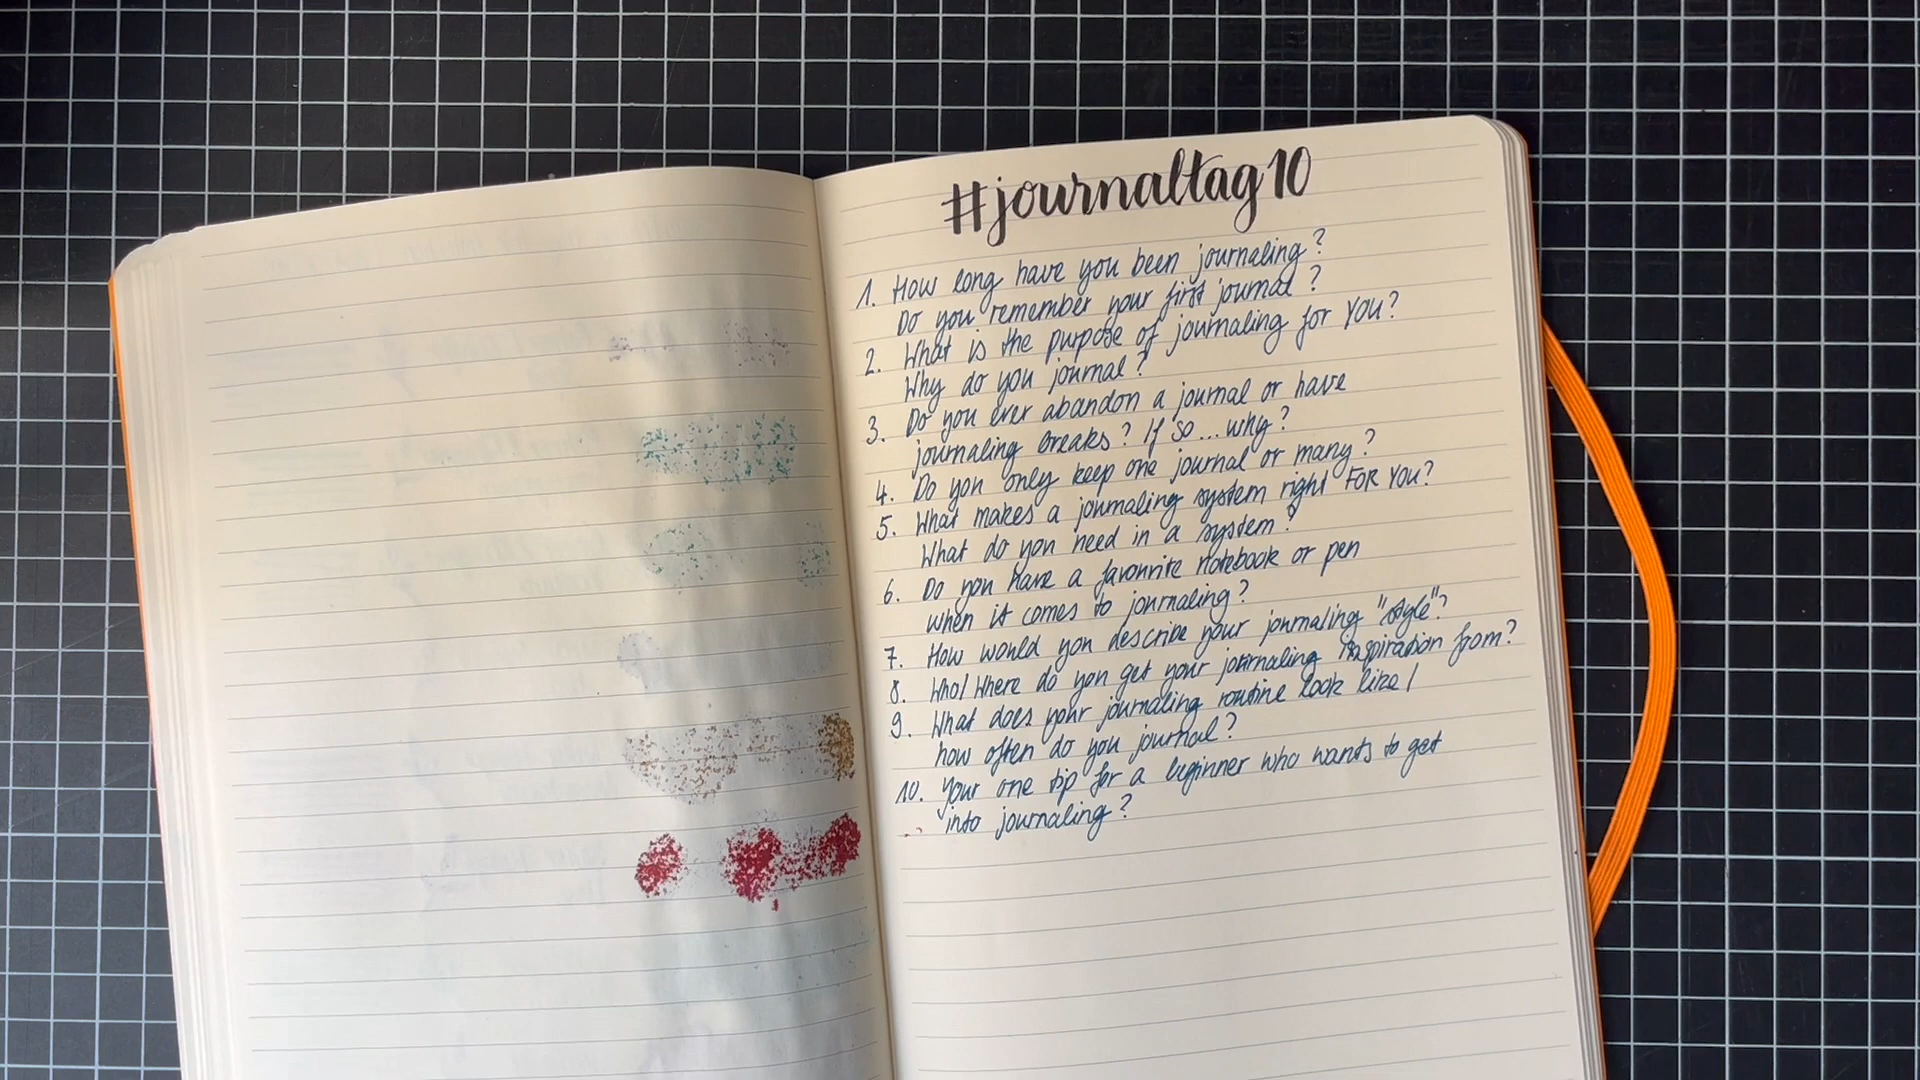 #journaltag10
1. How long have you been journaling?
Do you remember your first journal?
2. What is the purpose of journaling for YOU?
Why do you journal?
3. Do you ever abandon a journal or have
journaling breaks? If so...why?
4. Do you only keep one journal or many?
5. What makes a journaling system right FOR YOU?
What do you need in a system?
6. Do you have a favourite notebook or pen
when it comes to journaling?
7. How would you describe your journaling "style"?
8. Who/Where do you get your journaling inspiration from?
9. What does your journaling routine look like/
how often do you journal?
10. Your one tip for a beginner who wants to get
into journaling?